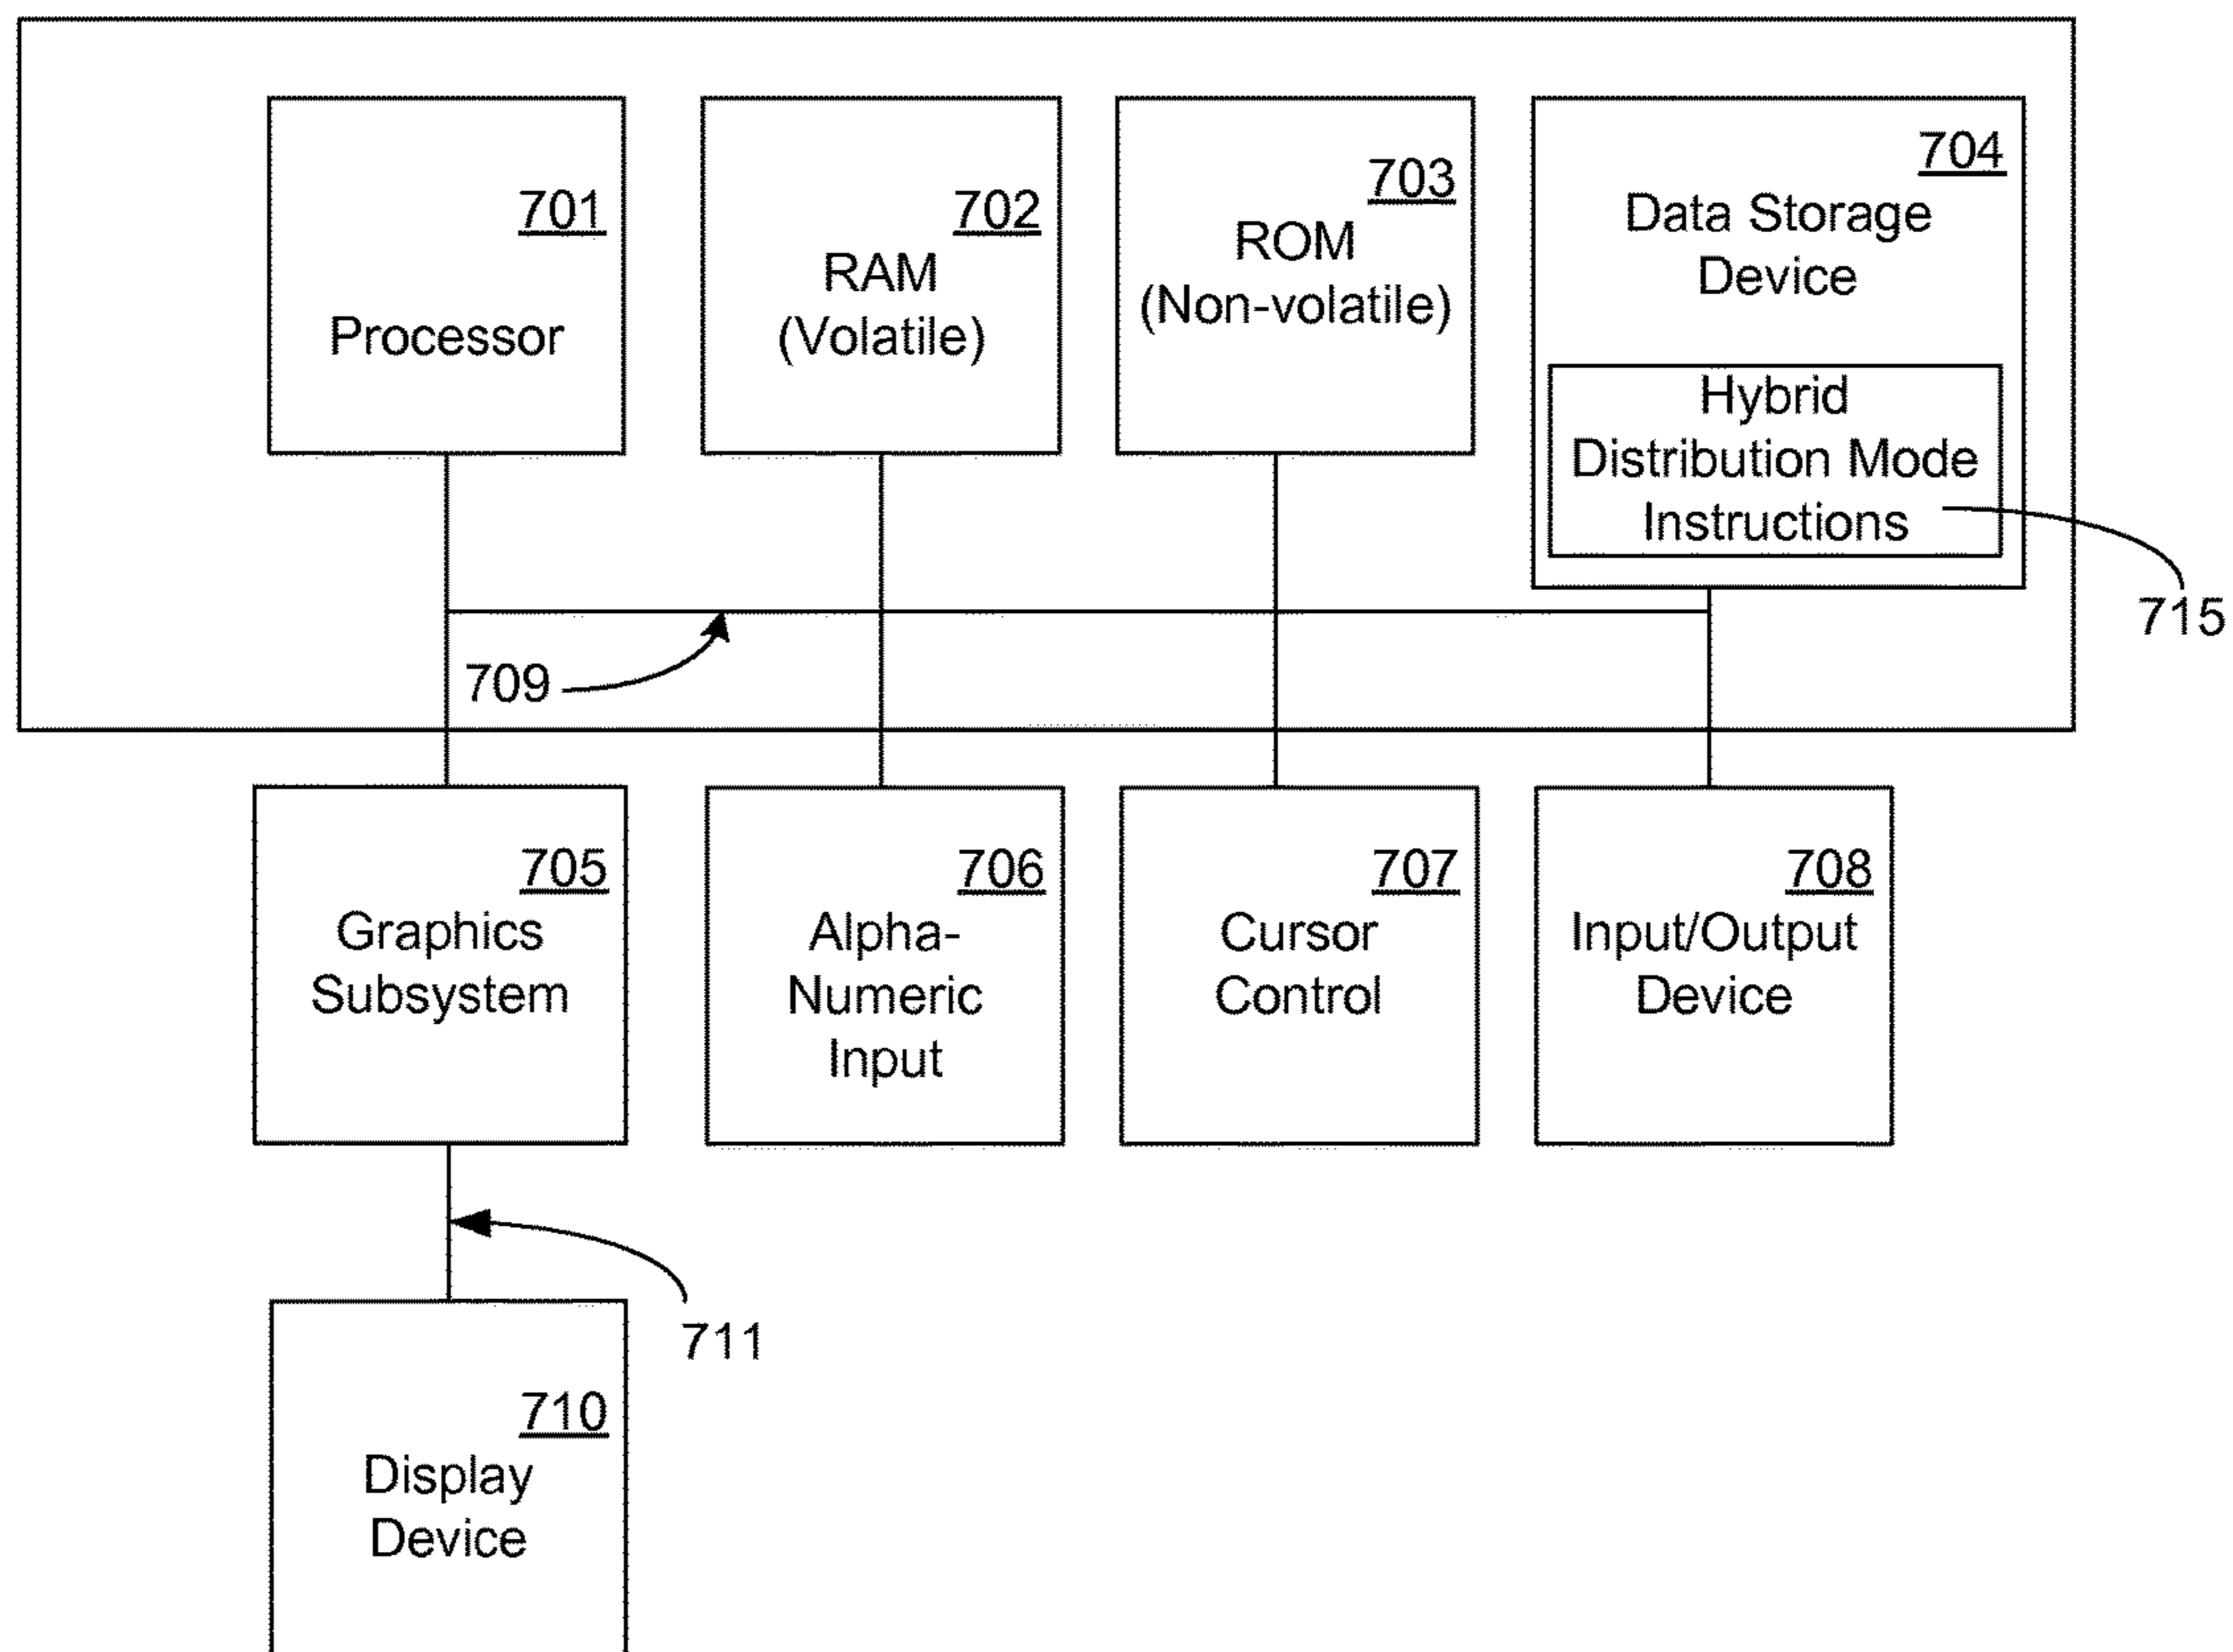 701
Processor
702
RAM
(Volatile)
703
ROM
(Non-volatile)
704
Data Storage
Device
Hybrid
Distribution Mode
Instructions
715
709
705
Graphics
Subsystem
706
Alpha-
Numeric
Input
707
Cursor
Control
708
Input/Output
Device
711
710
Display
Device